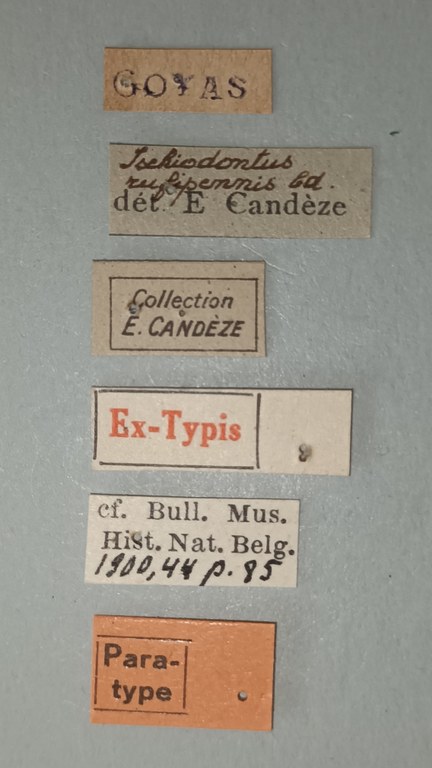 GOYAS
Ischiodontus
rufipennis Cd.
dét E Candèze
Collection
E. CANDÈZE
Ex-Typis
cf. Bull. Mus.
Hist. Nat. Belg.
1900, 44 p. 85
Para-
type